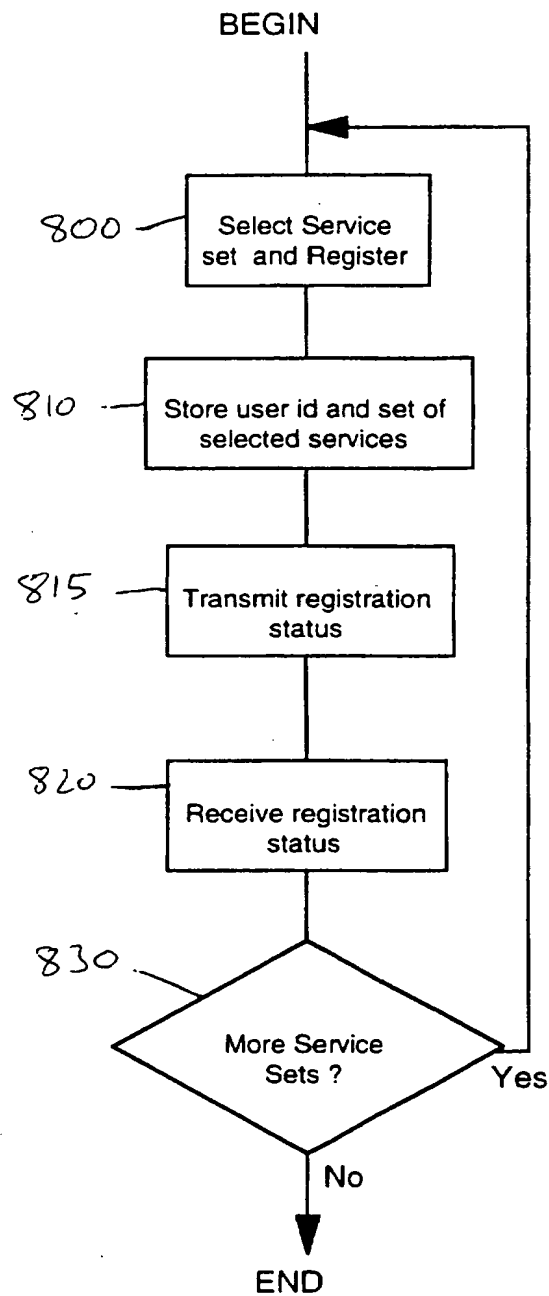 BEGIN
800
Select Service
set and Register
810
Store user id and set of
selected services
815
Transmit registration
status
820
Receive registration
status
830
More Service
Sets ?
Yes
No
END